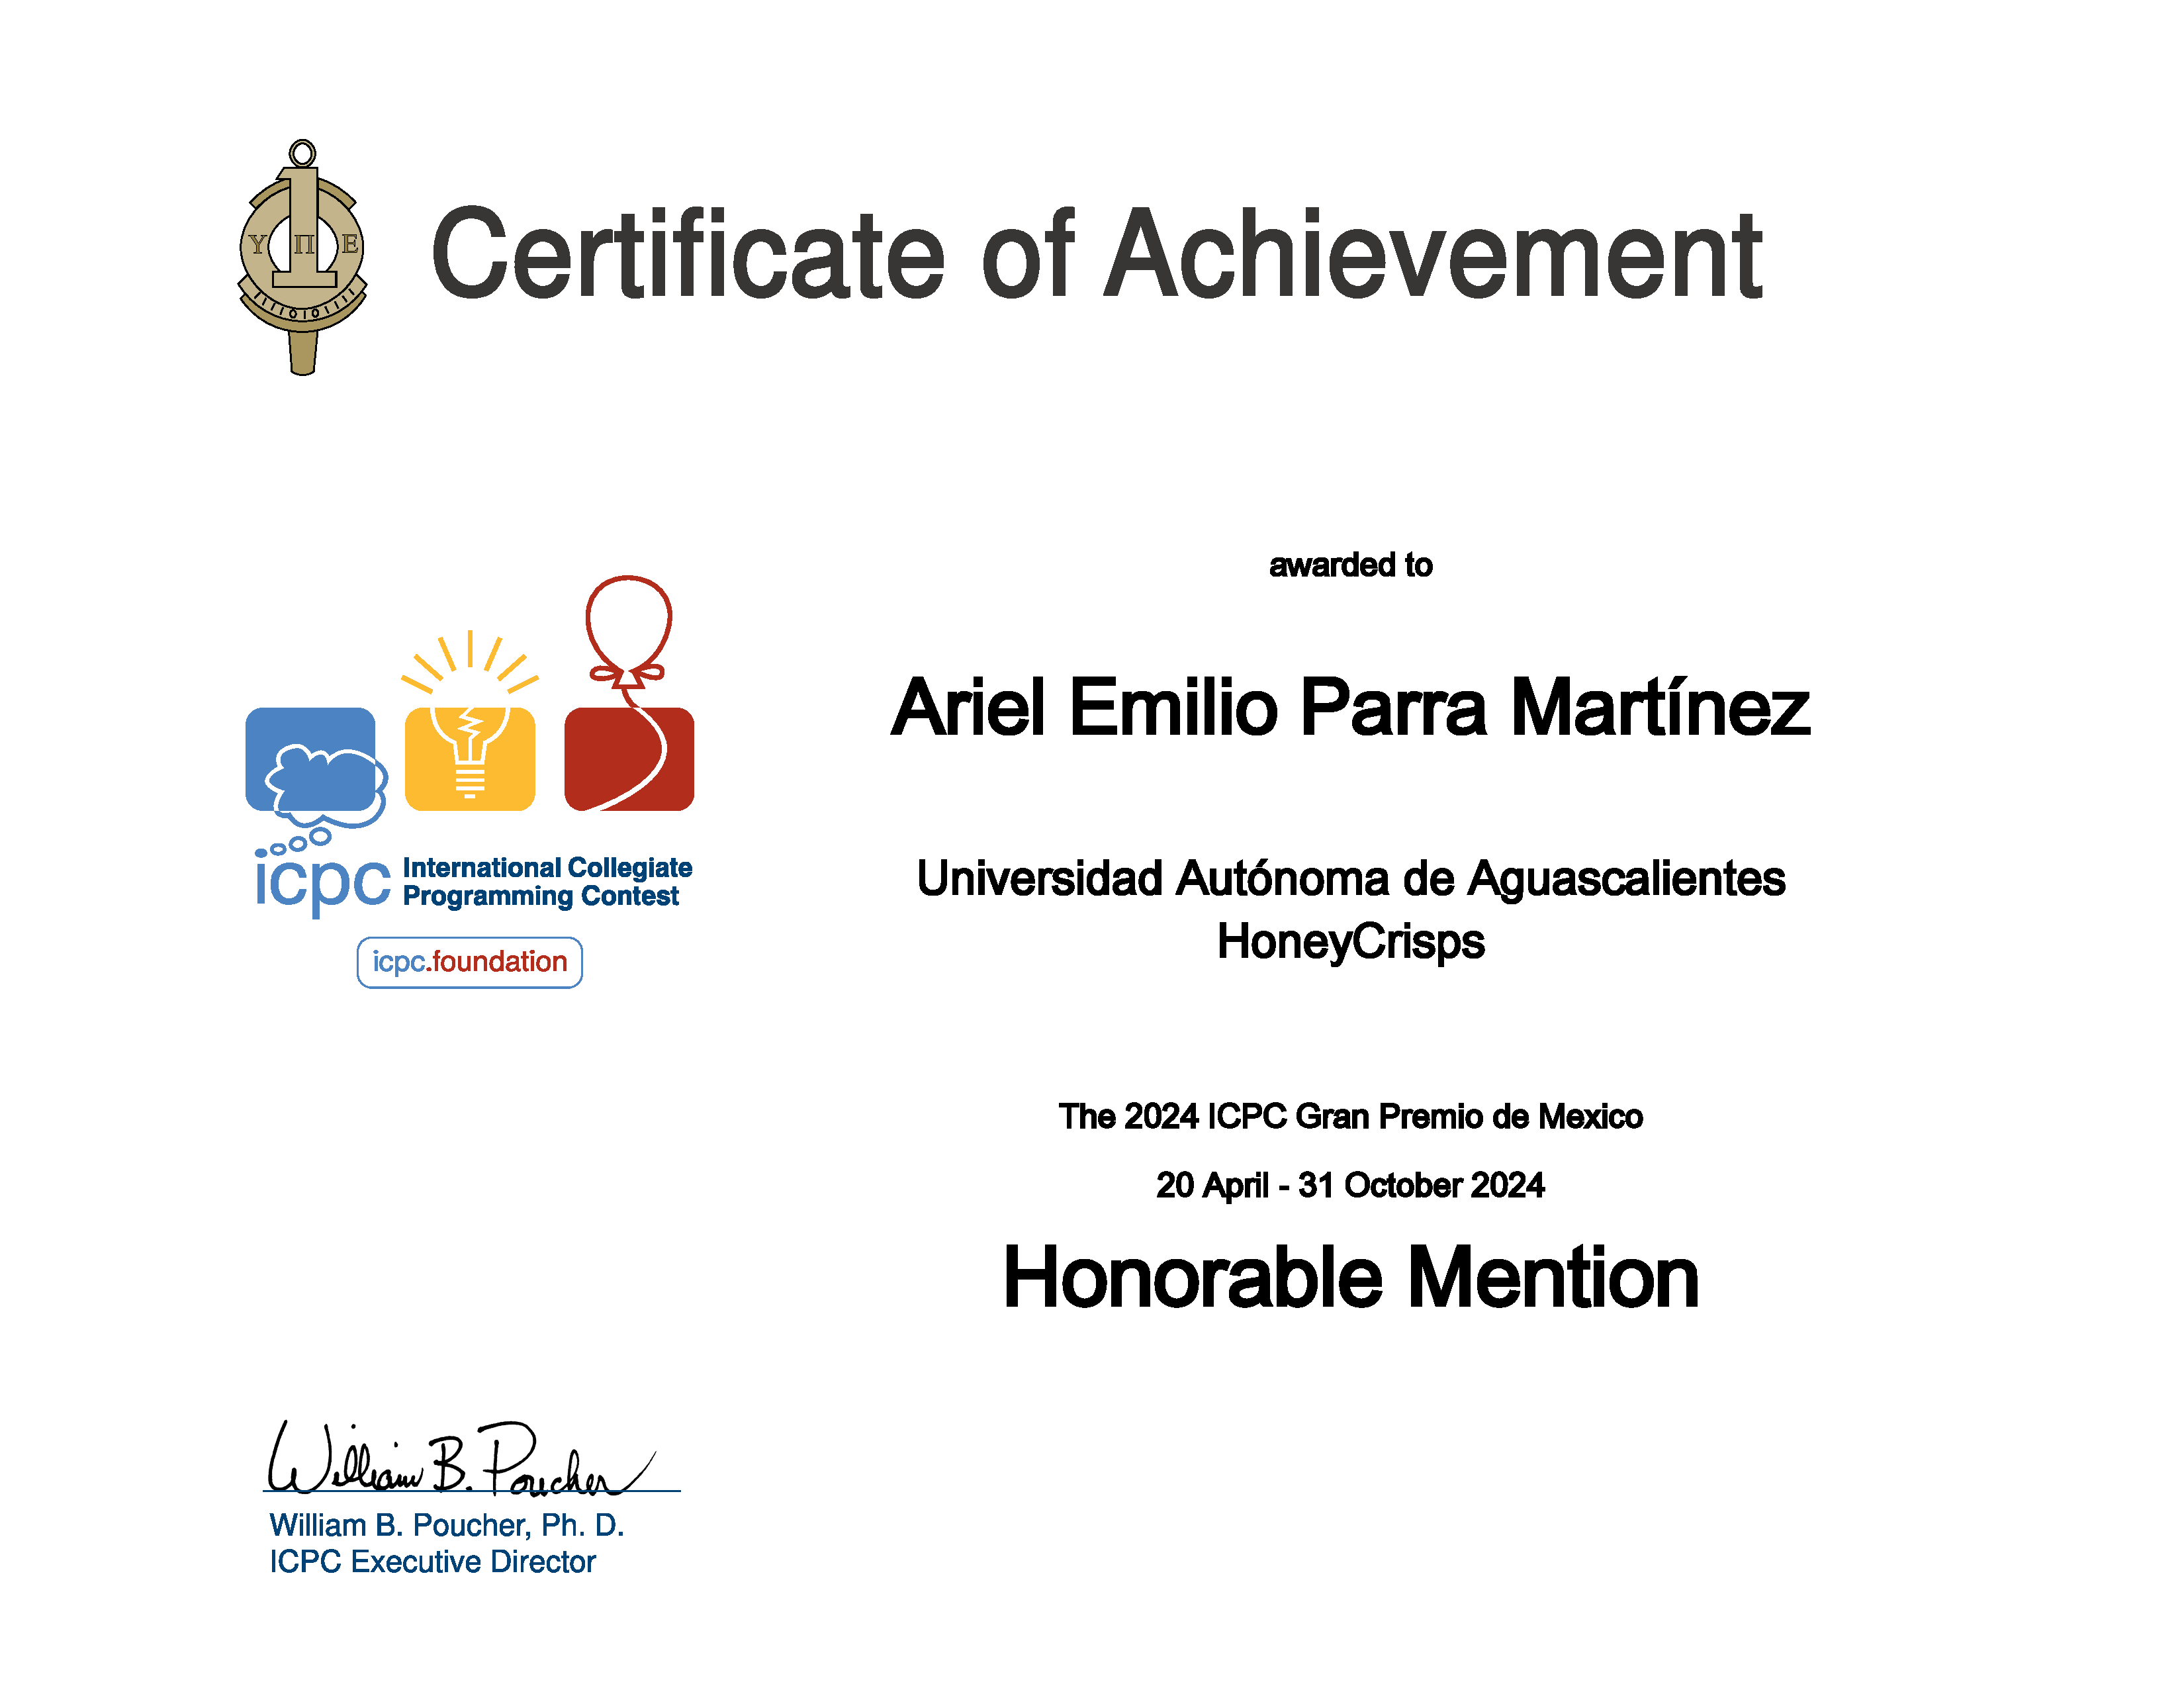 Certificate of Achievement
Υ Π Ε
awarded to
Ariel Emilio Parra Martínez
Universidad Autónoma de Aguascalientes
HoneyCrisps
icpc International Collegiate
Programming Contest
icpc.foundation
The 2024 ICPC Gran Premio de Mexico
20 April - 31 October 2024
Honorable Mention
William B. Poucher
William B. Poucher, Ph. D.
ICPC Executive Director